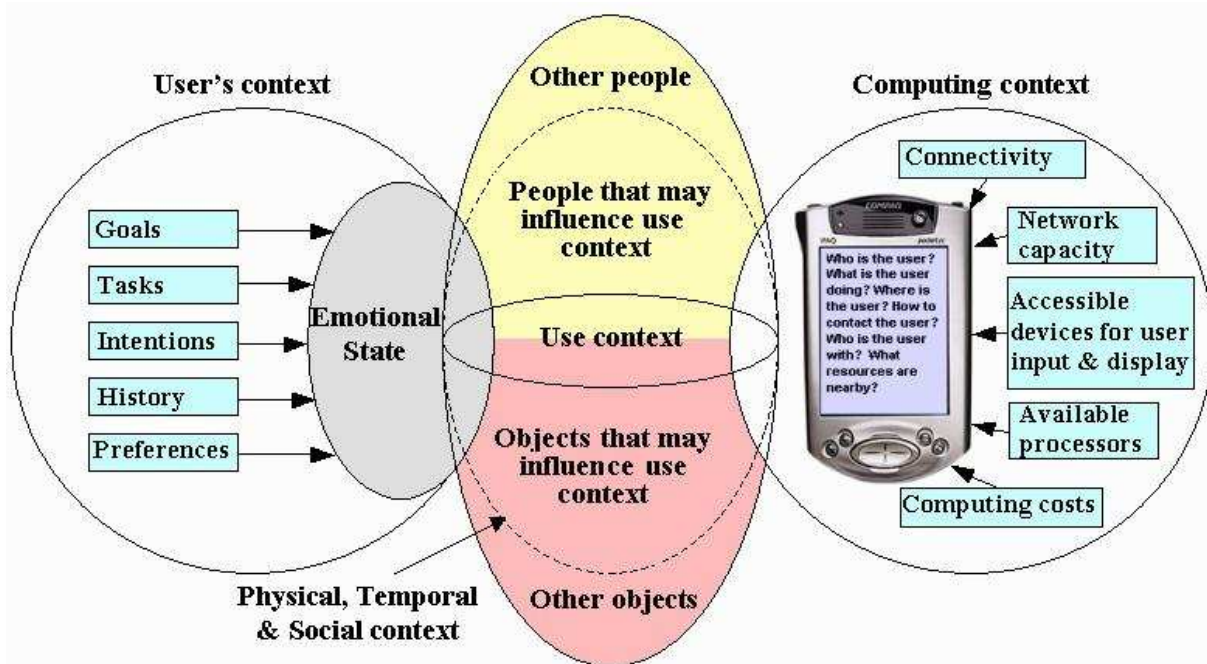 User's context
Goals
Tasks
Intentions
History
Preferences
Emotional
State
Other people
People that may
influence use
context
Use context
Objects that may
influence use
context
Other objects
Physical, Temporal
& Social context
Computing context
Connectivity
Network
capacity
Accessible
devices for user
input & display
Available
processors
Computing costs
COMPAQ
iPAQ
Who is the user?
What is the user
doing? Where is
the user? How to
contact the user?
Who is the user
with? What
resources are
nearby?